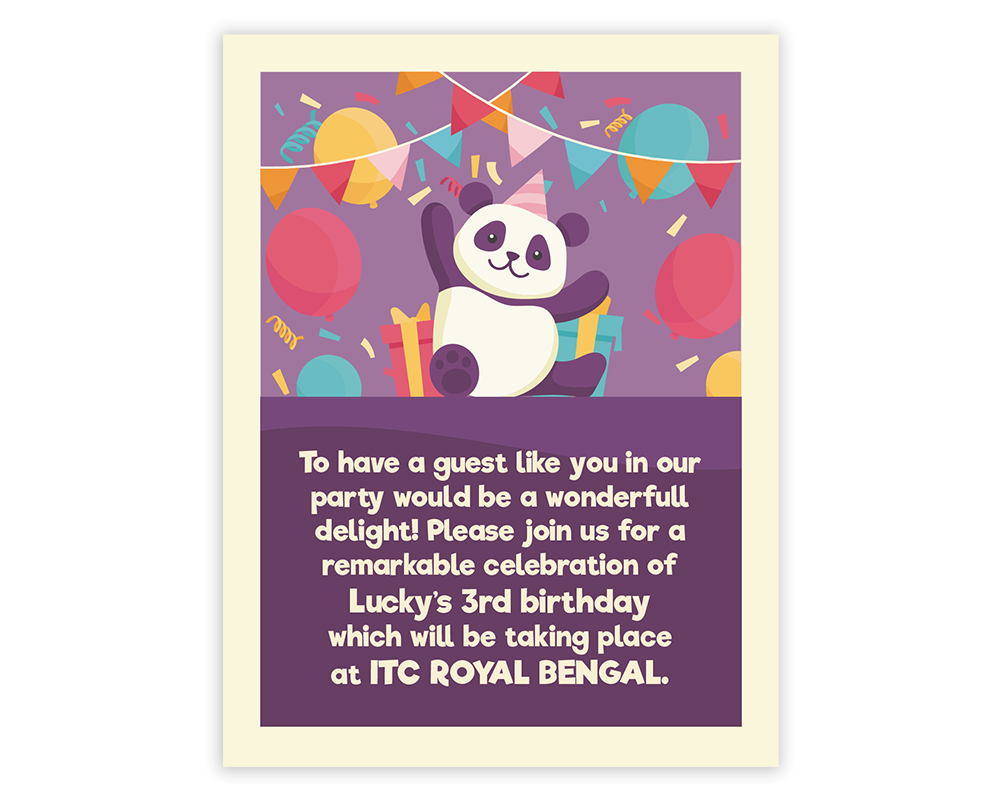 To have a guest like you in our
party would be a wonderfull
delight! Please join us for a
remarkable celebration of
Lucky's 3rd birthday
which will be taking place
at ITC ROYAL BENGAL.